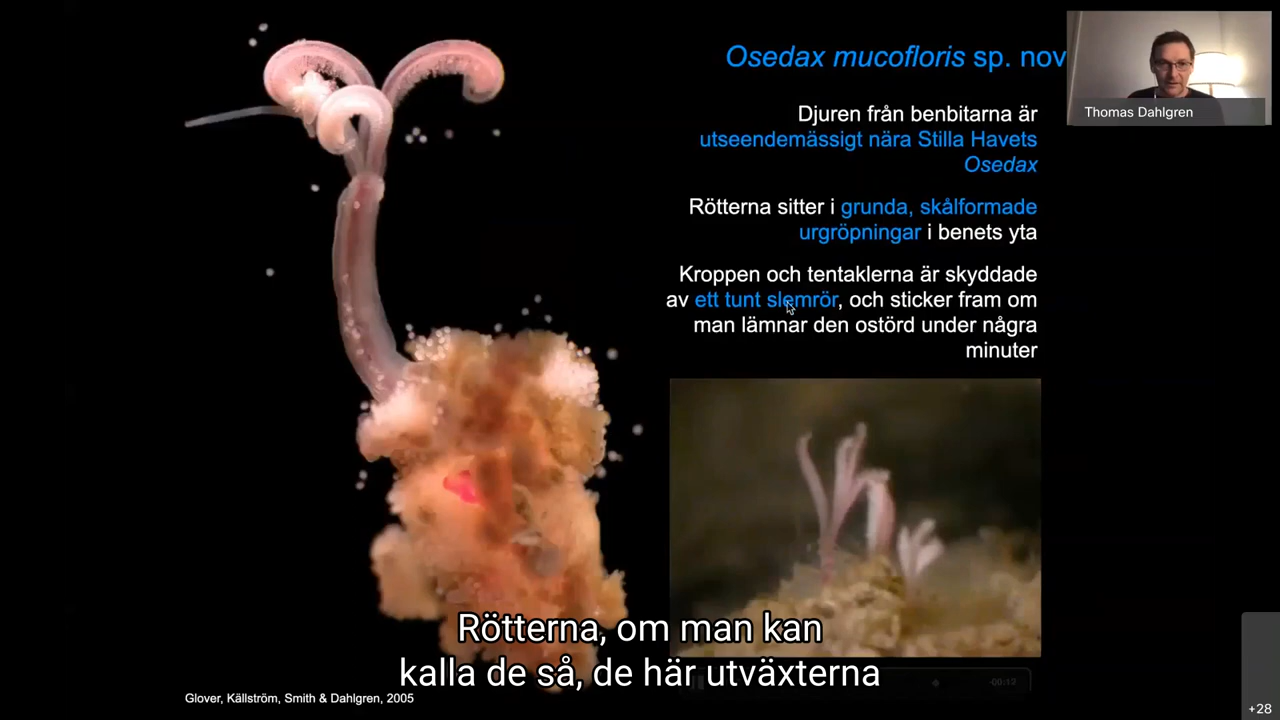 Osedax mucofloris sp. nov
Thomas Dahlgren
Djuren från benbitarna är
utseendemässigt nära Stilla Havets
Osedax
Rötterna sitter i grunda, skålformade
urgröpningar i benets yta
Kroppen och tentaklerna är skyddade
av ett tunt slemrör, och sticker fram om
man lämnar den ostörd under några
minuter
Rötterna, om man kan
kalla de så, de här utväxterna
-00:12
Glover, Källström, Smith & Dahlgren, 2005
+28